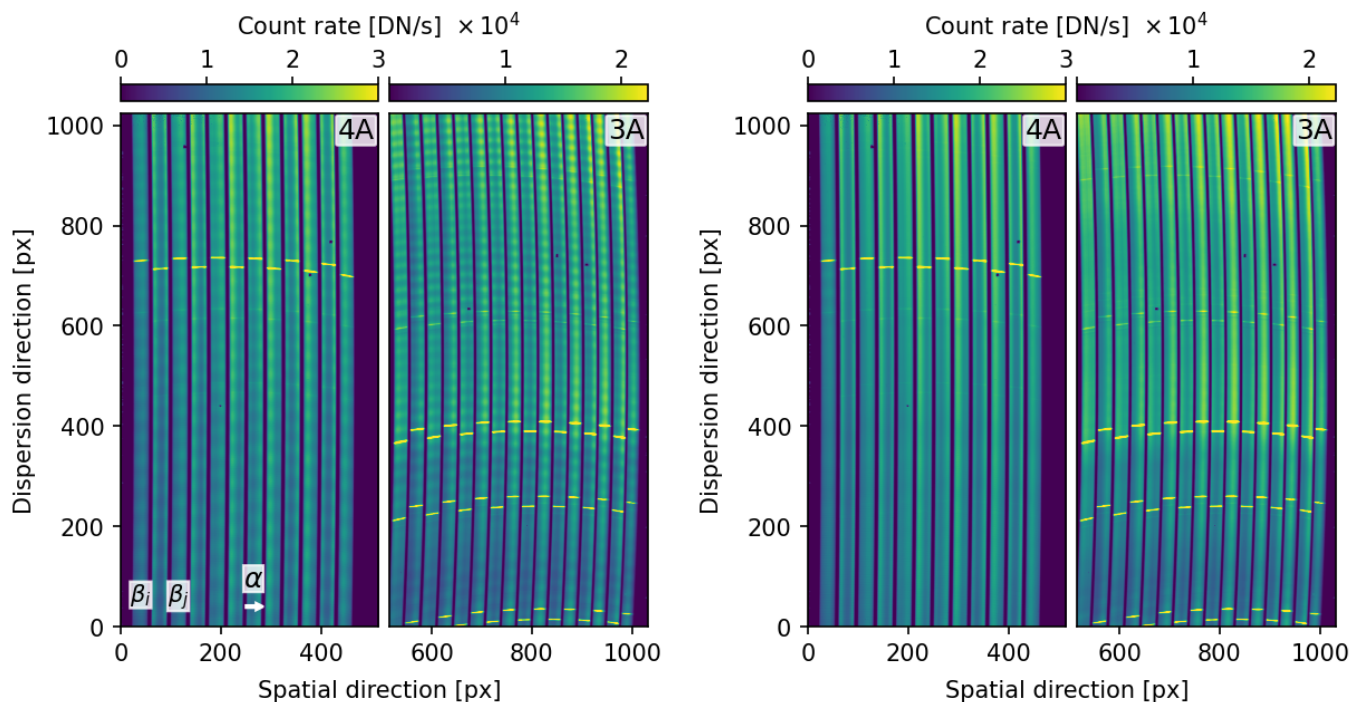 Count rate [DN/s] ×10⁴
Count rate [DN/s] ×10⁴
0 1 2 3 1 2
0 1 2 3 1 2
4A 3A 4A 3A
1000 1000
800 800
600 600
400 400
200 200
βᵢ βⱼ α
0 0
0 200 400 600 800 1000
0 200 400 600 800 1000
Dispersion direction [px]
Dispersion direction [px]
Spatial direction [px]
Spatial direction [px]